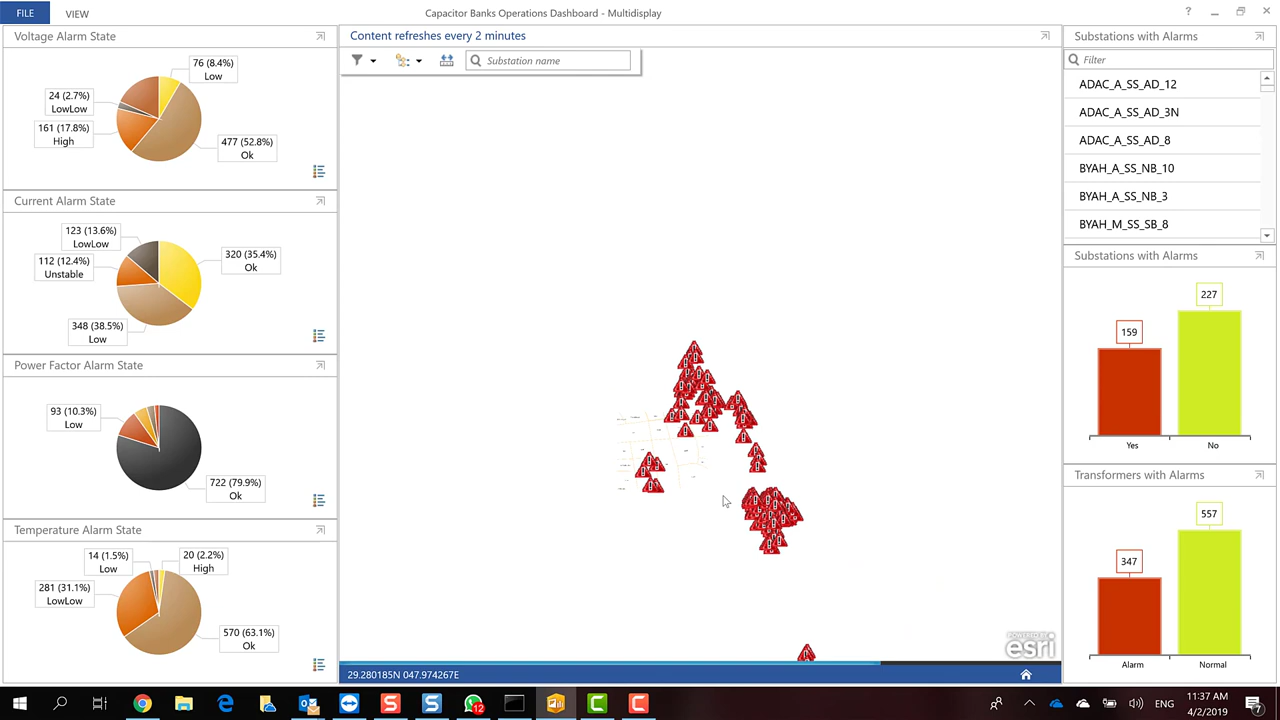 FILE
VIEW
Capacitor Banks Operations Dashboard - Multidisplay
?
Voltage Alarm State
76 (8.4%)
Low
24 (2.7%)
LowLow
161 (17.8%)
High
477 (52.8%)
Ok
Current Alarm State
123 (13.6%)
LowLow
112 (12.4%)
Unstable
320 (35.4%)
Ok
348 (38.5%)
Low
Power Factor Alarm State
93 (10.3%)
Low
722 (79.9%)
Ok
Temperature Alarm State
14 (1.5%)
Low
20 (2.2%)
High
281 (31.1%)
LowLow
570 (63.1%)
Ok
Content refreshes every 2 minutes
Substation name
POWERED BY
esri
29.280185N 047.974267E
Substations with Alarms
Filter
ADAC_A_SS_AD_12
ADAC_A_SS_AD_3N
ADAC_A_SS_AD_8
BYAH_A_SS_NB_10
BYAH_A_SS_NB_3
BYAH_M_SS_SB_8
Substations with Alarms
227
159
Yes
No
Transformers with Alarms
557
347
Alarm
Normal
12
ENG
11:37 AM
4/2/2019
7